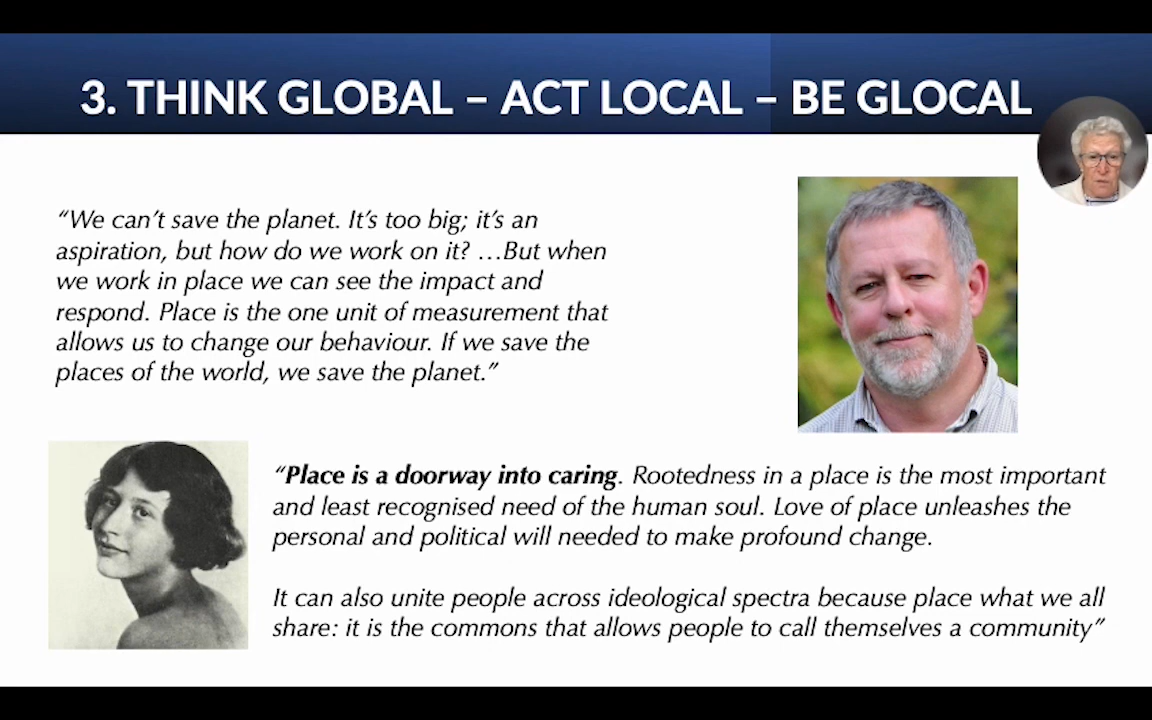 3. THINK GLOBAL – ACT LOCAL – BE GLOCAL
“We can’t save the planet. It’s too big; it’s an
aspiration, but how do we work on it? …But when
we work in place we can see the impact and
respond. Place is the one unit of measurement that
allows us to change our behaviour. If we save the
places of the world, we save the planet.”
“Place is a doorway into caring. Rootedness in a place is the most important
and least recognised need of the human soul. Love of place unleashes the
personal and political will needed to make profound change.
It can also unite people across ideological spectra because place what we all
share: it is the commons that allows people to call themselves a community”